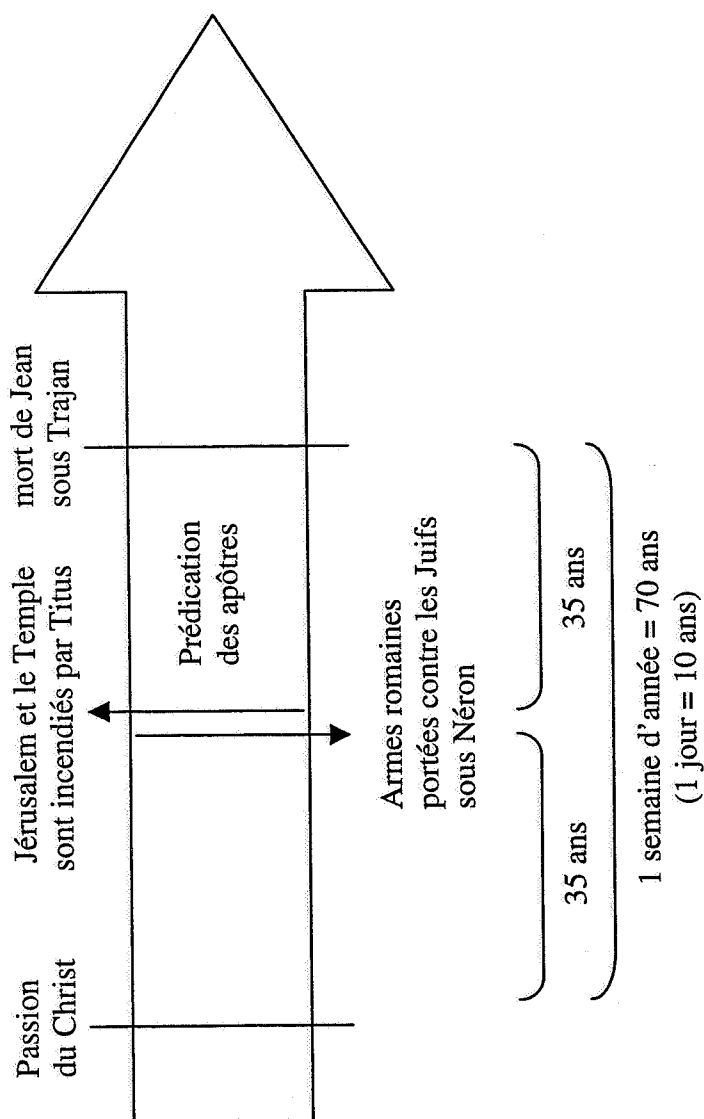 Passion
du Christ
Jérusalem et le Temple
sont incendiés par Titus
mort de Jean
sous Trajan
Prédication
des apôtres
Armes romaines
portées contre les Juifs
sous Néron
35 ans
35 ans
1 semaine d'année = 70 ans
(1 jour = 10 ans)